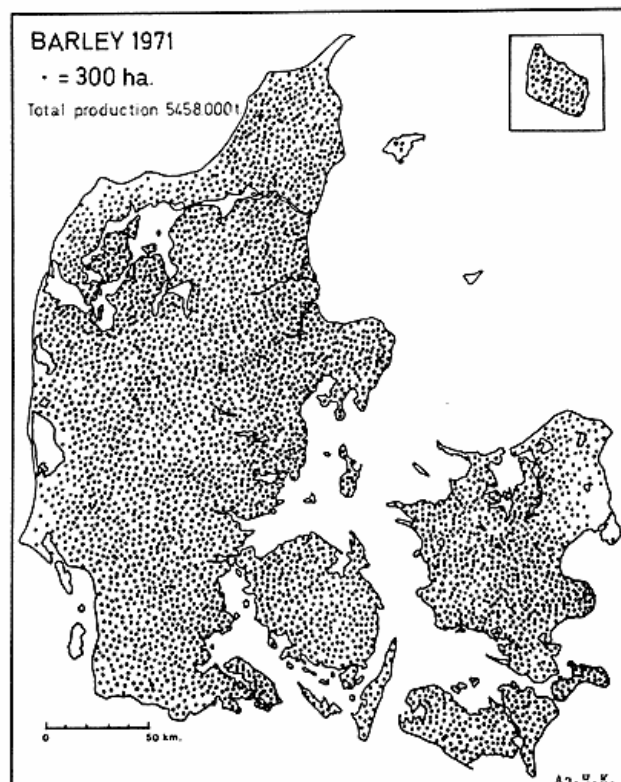 BARLEY 1971
• = 300 ha.
Total production 5458.000t
0 50 km.